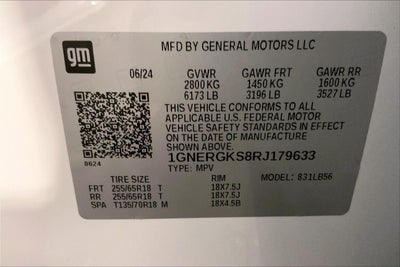 gm
MFD BY GENERAL MOTORS LLC
06/24 GVWR GAWR FRT GAWR RR
2800 KG 1450 KG 1600 KG
6173 LB 3196 LB 3527 LB
THIS VEHICLE CONFORMS TO ALL
APPLICABLE U.S. FEDERAL MOTOR
VEHICLE SAFETY STANDARDS IN EFFECT
ON THE DATE OF MANUFACTURE
SHOWN ABOVE.
1GNERGKS8RJ179633
8624 TYPE: MPV MODEL: 831LB56
TIRE SIZE RIM
FRT 255/65R18 T 18X7.5J
RR 255/65R18 T 18X7.5J
SPA T135/70R18 M 18X4.5B